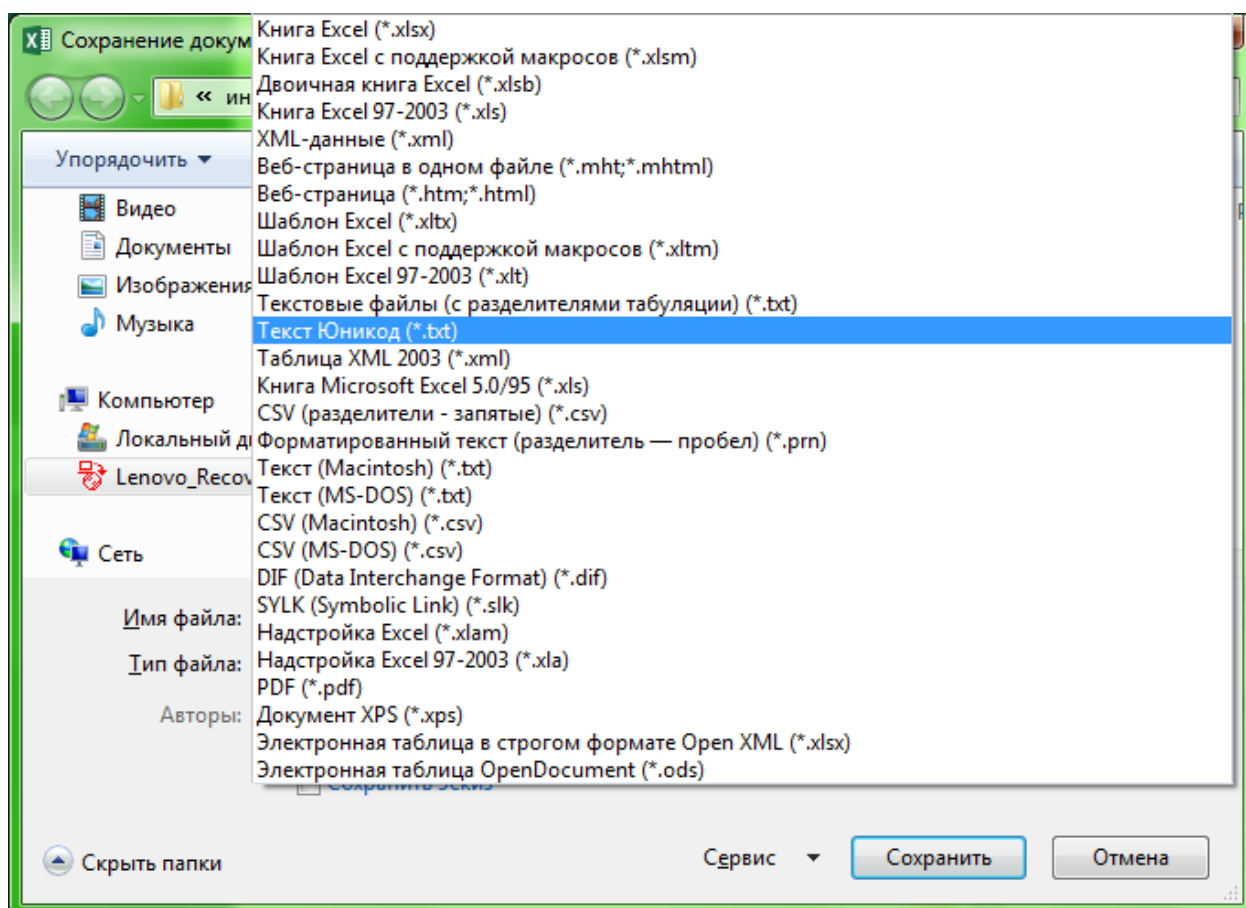 Сохранение докум
« ин
Упорядочить
Видео
Документы
Изображения
Музыка
Компьютер
Локальный ди
Lenovo_Recov
Сеть
Имя файла:
Тип файла:
Авторы:
Книга Excel (*.xlsx)
Книга Excel с поддержкой макросов (*.xlsm)
Двоичная книга Excel (*.xlsb)
Книга Excel 97-2003 (*.xls)
XML-данные (*.xml)
Веб-страница в одном файле (*.mht;*.mhtml)
Веб-страница (*.htm;*.html)
Шаблон Excel (*.xltx)
Шаблон Excel с поддержкой макросов (*.xltm)
Шаблон Excel 97-2003 (*.xlt)
Текстовые файлы (с разделителями табуляции) (*.txt)
Текст Юникод (*.txt)
Таблица XML 2003 (*.xml)
Книга Microsoft Excel 5.0/95 (*.xls)
CSV (разделители - запятые) (*.csv)
Форматированный текст (разделитель — пробел) (*.prn)
Текст (Macintosh) (*.txt)
Текст (MS-DOS) (*.txt)
CSV (Macintosh) (*.csv)
CSV (MS-DOS) (*.csv)
DIF (Data Interchange Format) (*.dif)
SYLK (Symbolic Link) (*.slk)
Надстройка Excel (*.xlam)
Надстройка Excel 97-2003 (*.xla)
PDF (*.pdf)
Документ XPS (*.xps)
Электронная таблица в строгом формате Open XML (*.xlsx)
Электронная таблица OpenDocument (*.ods)
Сохранить эскиз
Скрыть папки
Сервис
Сохранить
Отмена